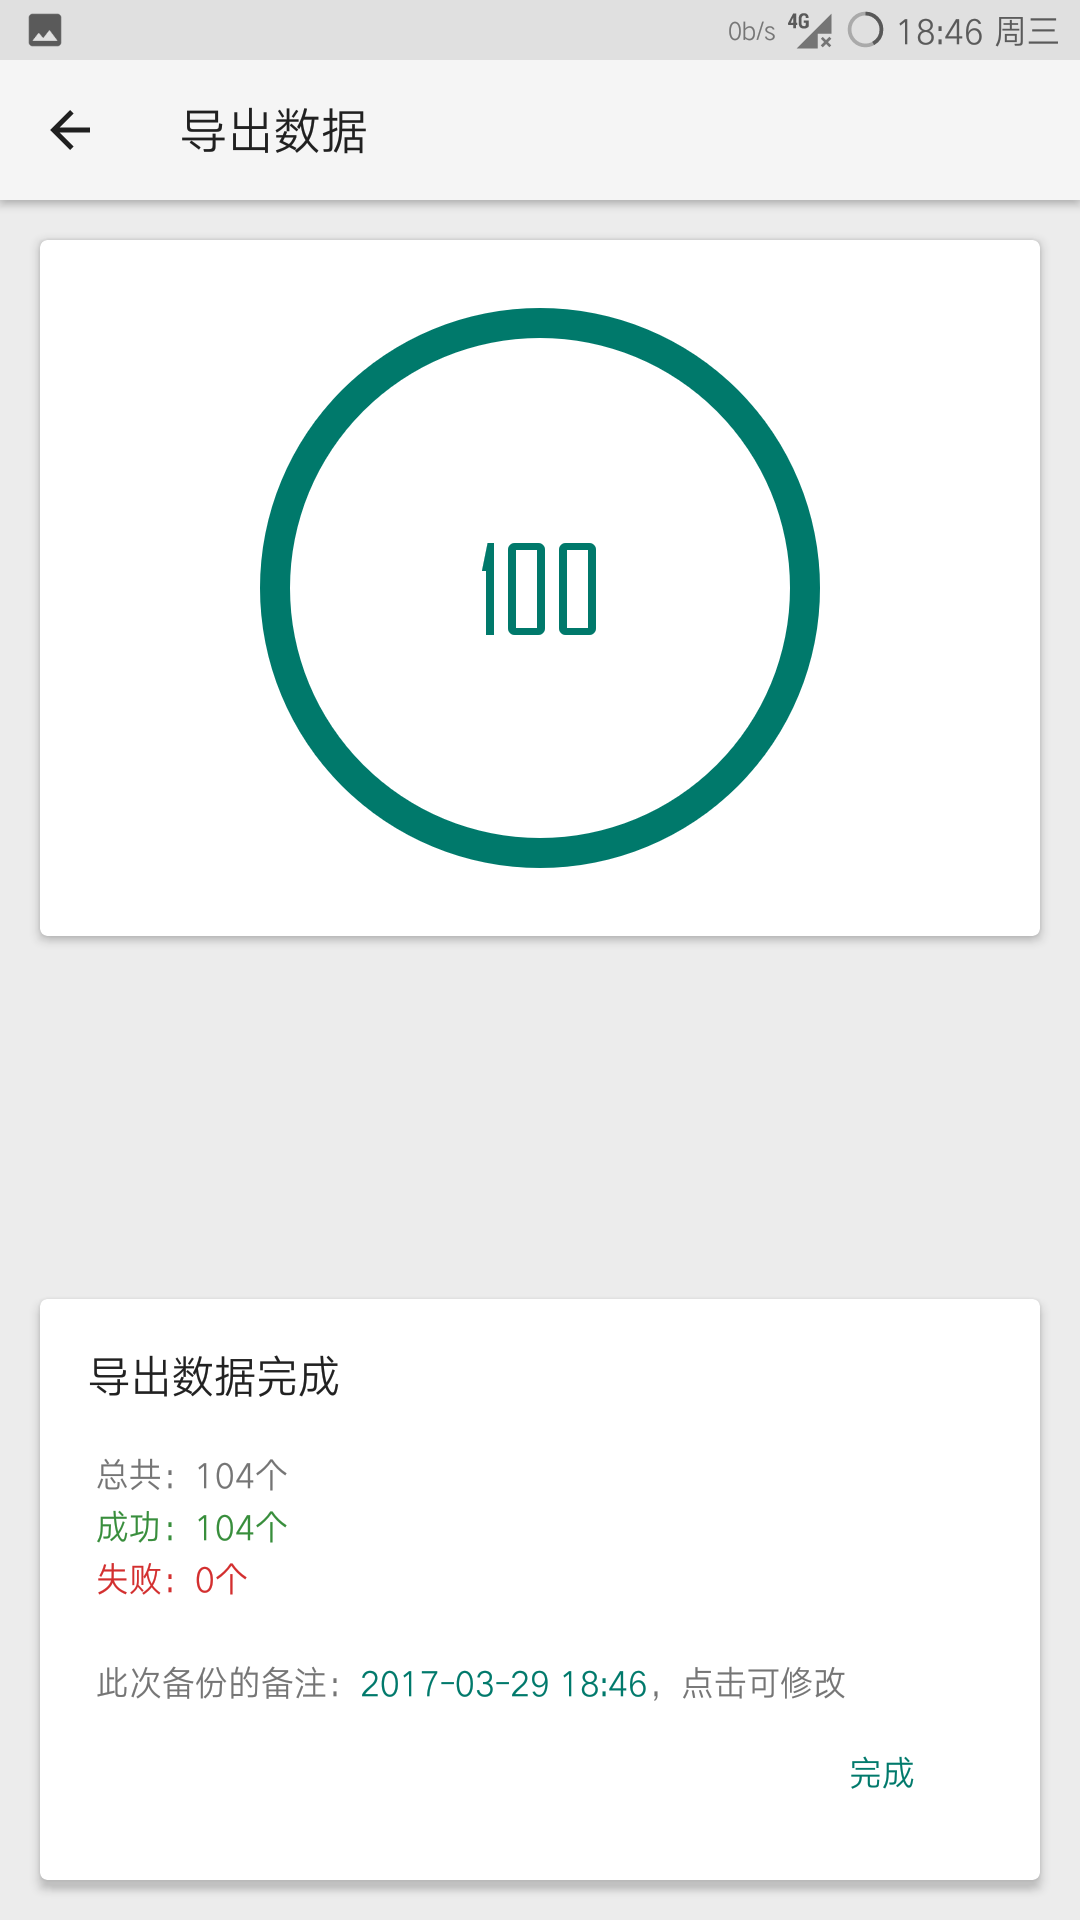 0b/s 4G 18:46 周三
导出数据
100
导出数据完成
总共：104个
成功：104个
失败：0个
此次备份的备注：2017-03-29 18:46，点击可修改
完成